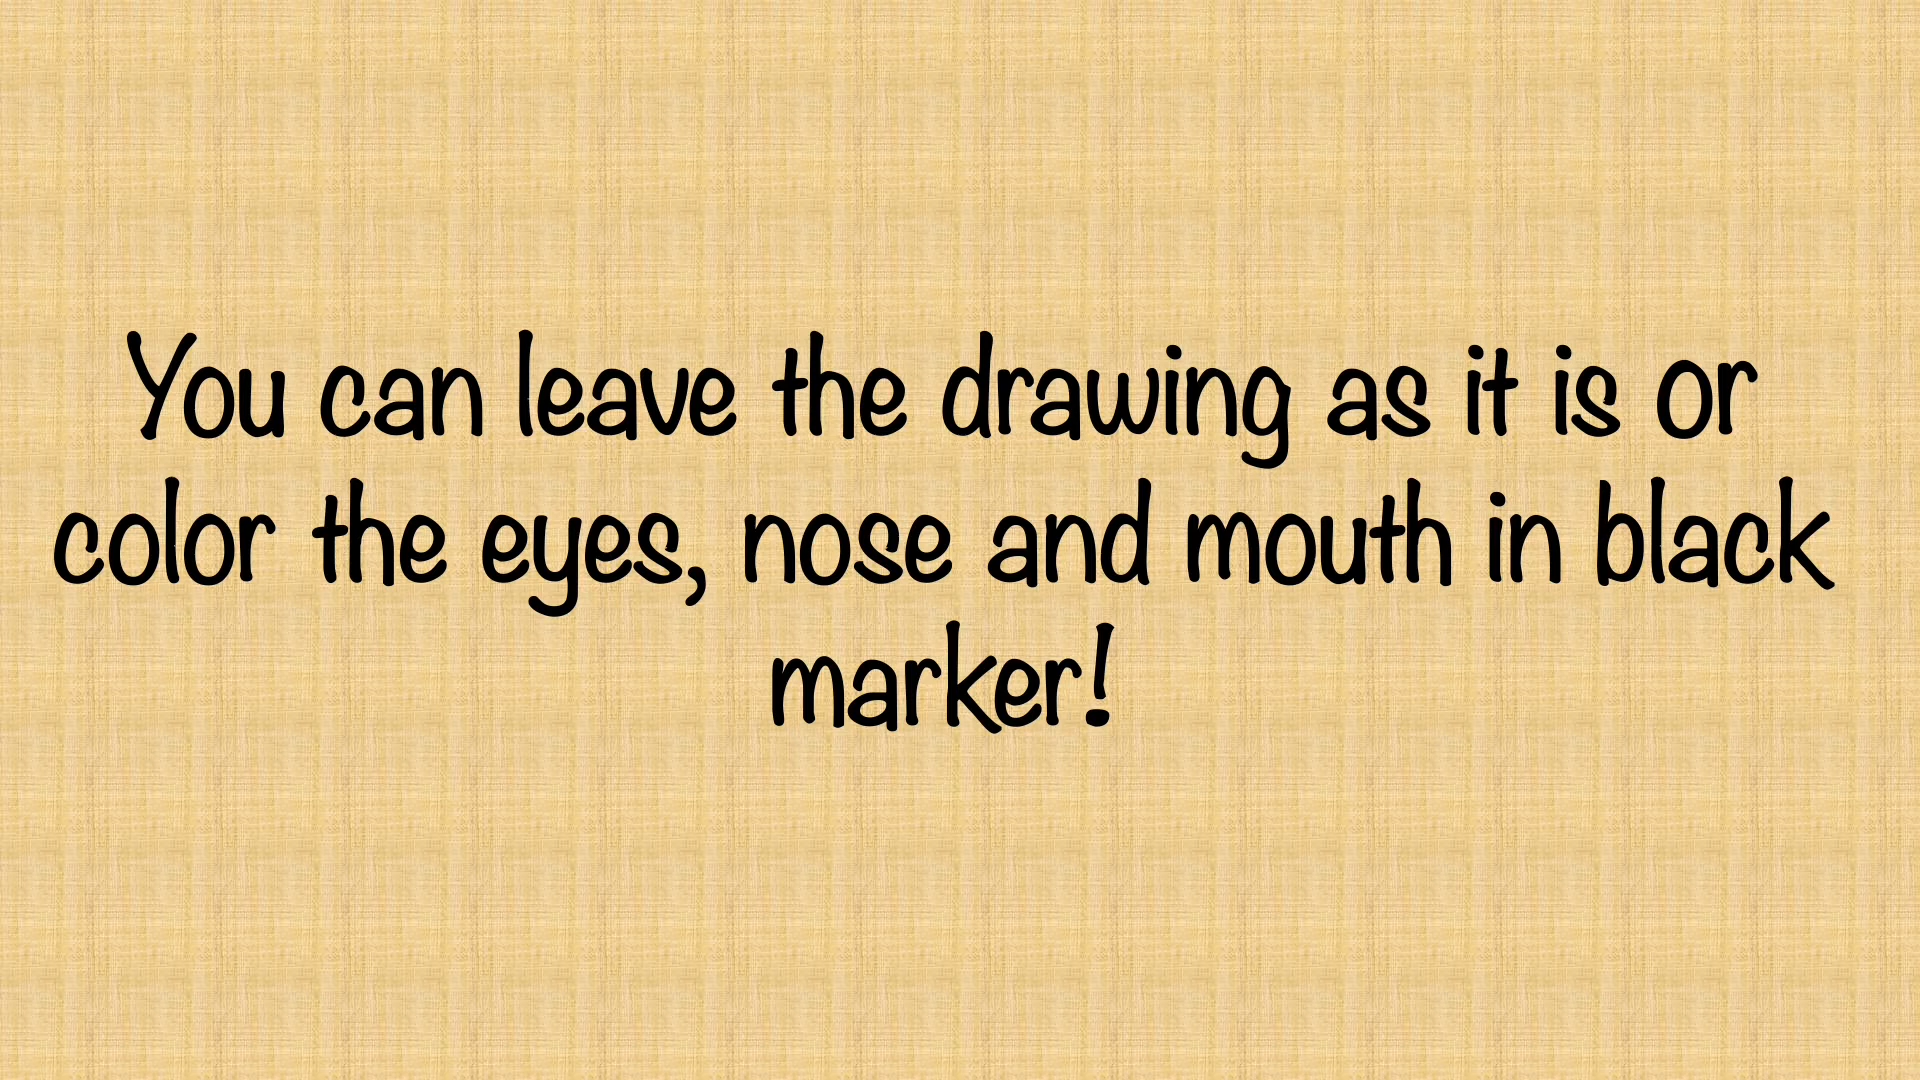 You can leave the drawing as it is or
color the eyes, nose and mouth in black
marker!